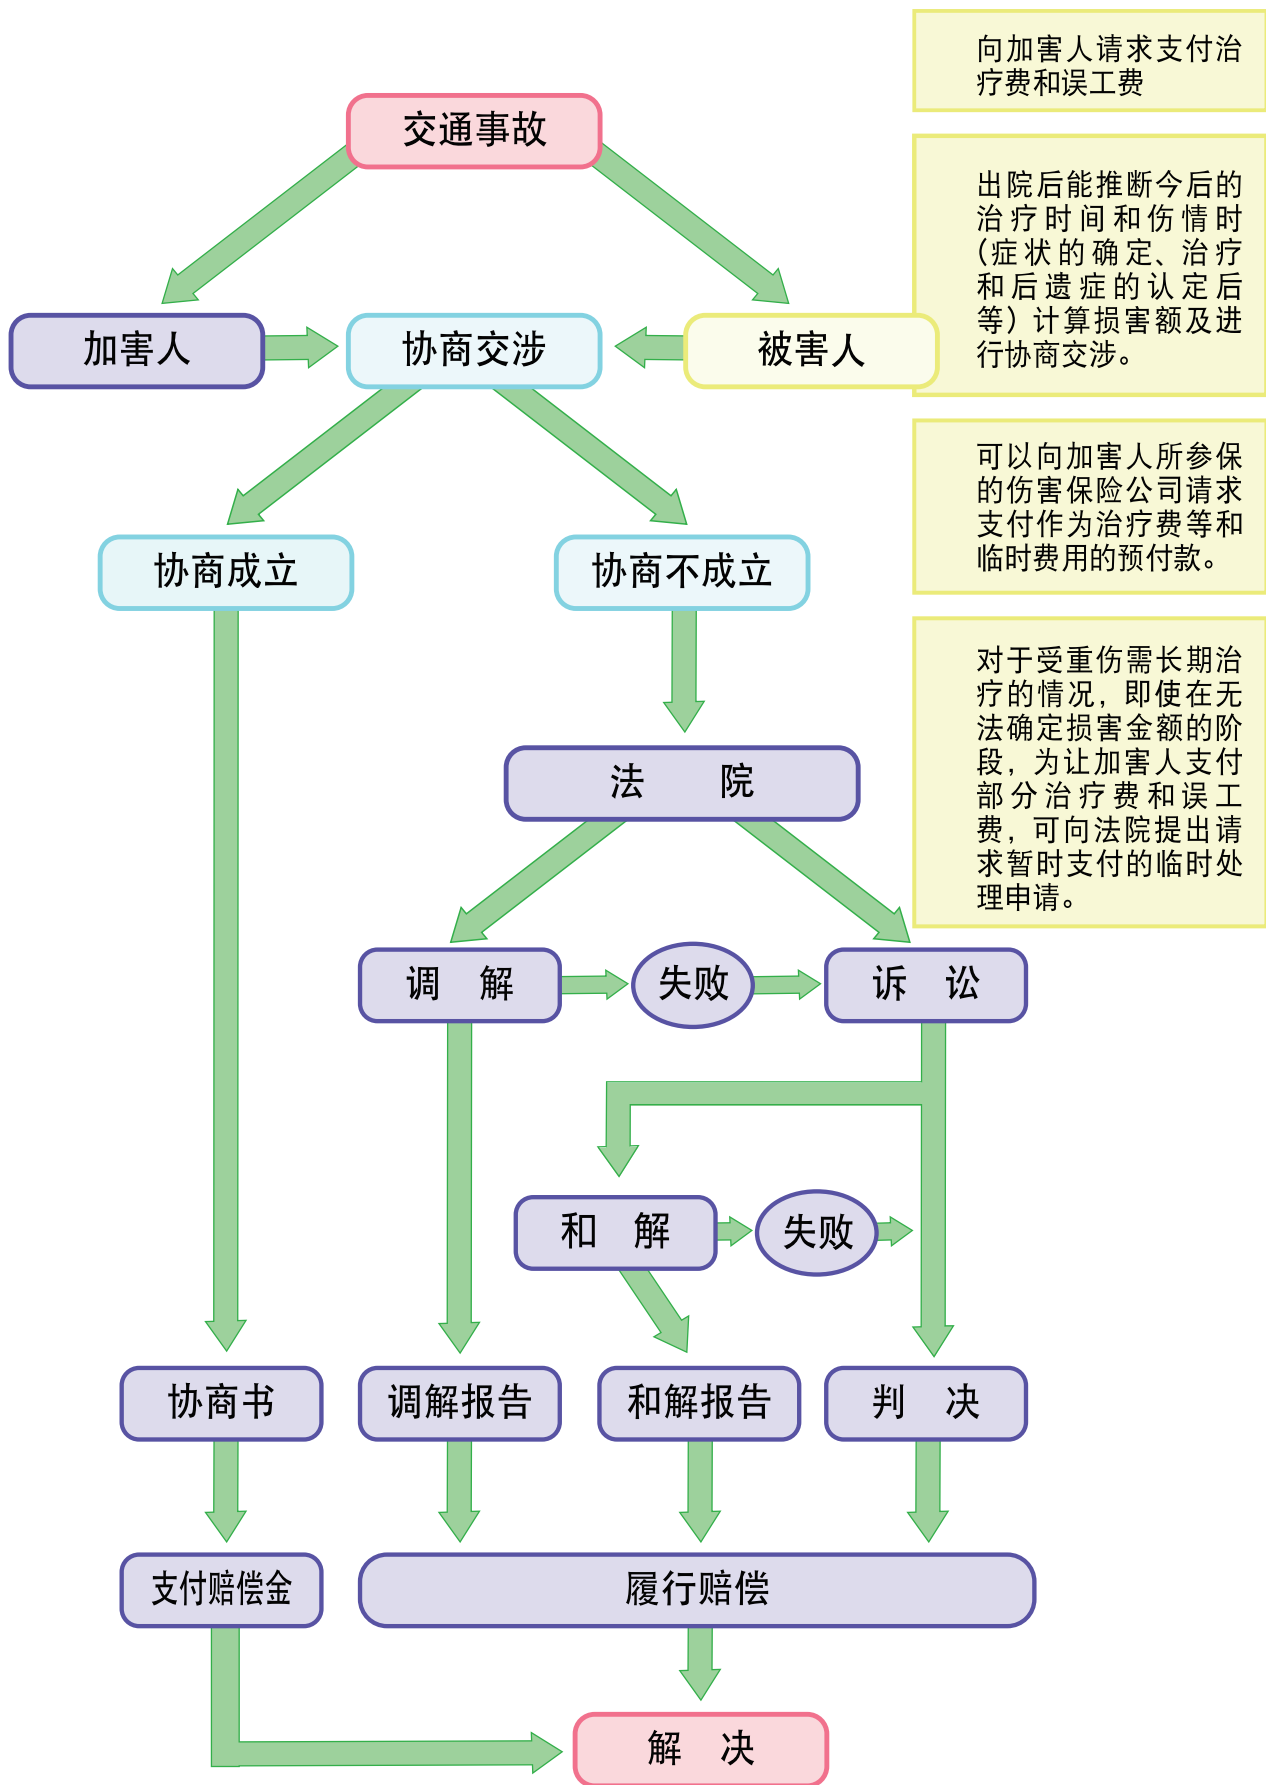 向加害人请求支付治
疗费和误工费
交通事故
出院后能推断今后的
治疗时间和伤情时
(症状的确定、治疗
和后遗症的认定后
等)计算损害额及进
行协商交涉。
加害人
协商交涉
被害人
可以向加害人所参保
的伤害保险公司请求
支付作为治疗费等和
临时费用的预付款。
协商成立
协商不成立
对于受重伤需长期治
疗的情况,即使在无
法确定损害金额的阶
段,为让加害人支付
部分治疗费和误工
费,可向法院提出请
求暂时支付的临时处
理申请。
法 院
调 解
失败
诉 讼
和 解
失败
协商书
调解报告
和解报告
判 决
支付赔偿金
履行赔偿
解 决